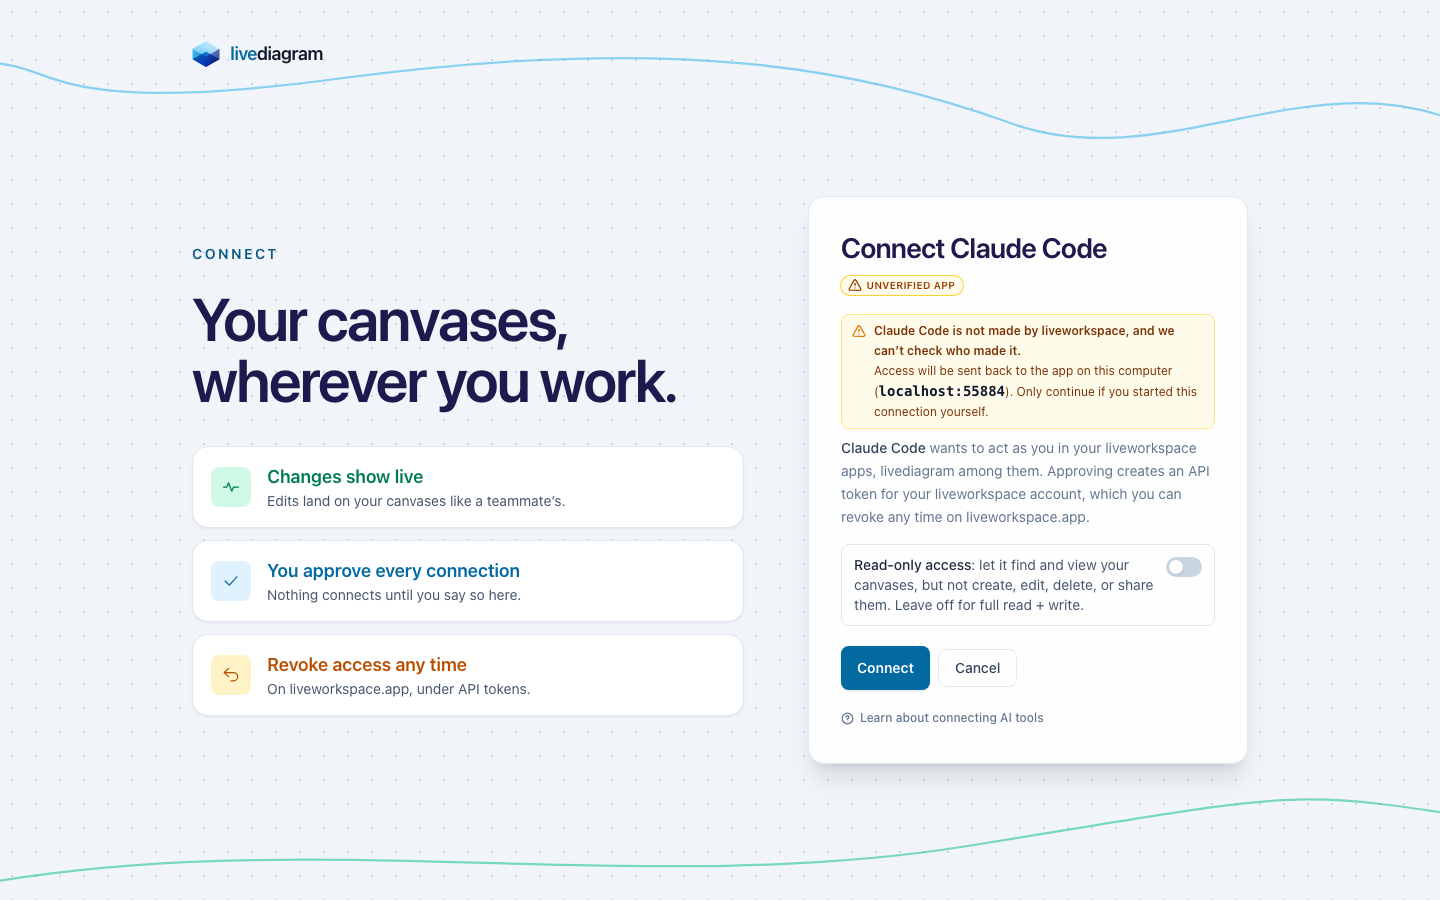 livediagram
CONNECT
Your canvases,
wherever you work.
Changes show live
Edits land on your canvases like a teammate’s.
You approve every connection
Nothing connects until you say so here.
Revoke access any time
On liveworkspace.app, under API tokens.
Connect Claude Code
UNVERIFIED APP
Claude Code is not made by liveworkspace, and we
can’t check who made it.
Access will be sent back to the app on this computer
(localhost:55884). Only continue if you started this
connection yourself.
Claude Code wants to act as you in your liveworkspace
apps, livediagram among them. Approving creates an API
token for your liveworkspace account, which you can
revoke any time on liveworkspace.app.
Read-only access: let it find and view your
canvases, but not create, edit, delete, or share
them. Leave off for full read + write.
Connect
Cancel
Learn about connecting AI tools